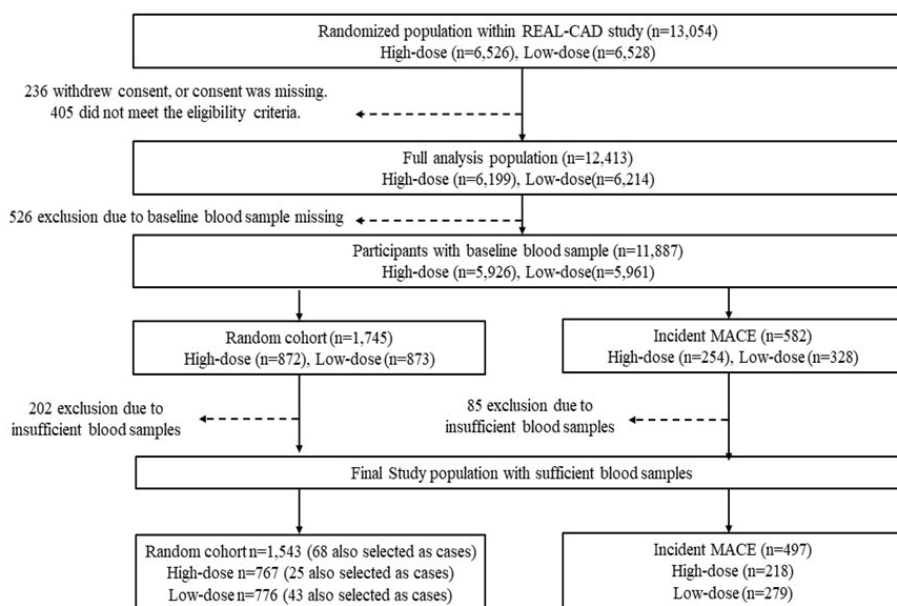 Randomized population within REAL-CAD study (n=13,054)
High-dose (n=6,526), Low-dose(n=6,528)
236 withdrew consent, or consent was missing.
405 did not meet the eligibility criteria.
Full analysis population (n=12,413)
High-dose (n=6,199), Low-dose(n=6,214)
526 exclusion due to baseline blood sample missing
Participants with baseline blood sample (n=11,887)
High-dose (n=5,926), Low-dose(n=5,961)
Random cohort (n=1,745)
High-dose (n=872), Low-dose (n=873)
Incident MACE (n=582)
High-dose (n=254), Low-dose (n=328)
202 exclusion due to
insufficient blood samples
85 exclusion due to
insufficient blood samples
Final Study population with sufficient blood samples
Random cohort n=1,543 (68 also selected as cases)
High-dose n=767 (25 also selected as cases)
Low-dose n=776 (43 also selected as cases)
Incident MACE (n=497)
High-dose (n=218)
Low-dose (n=279)